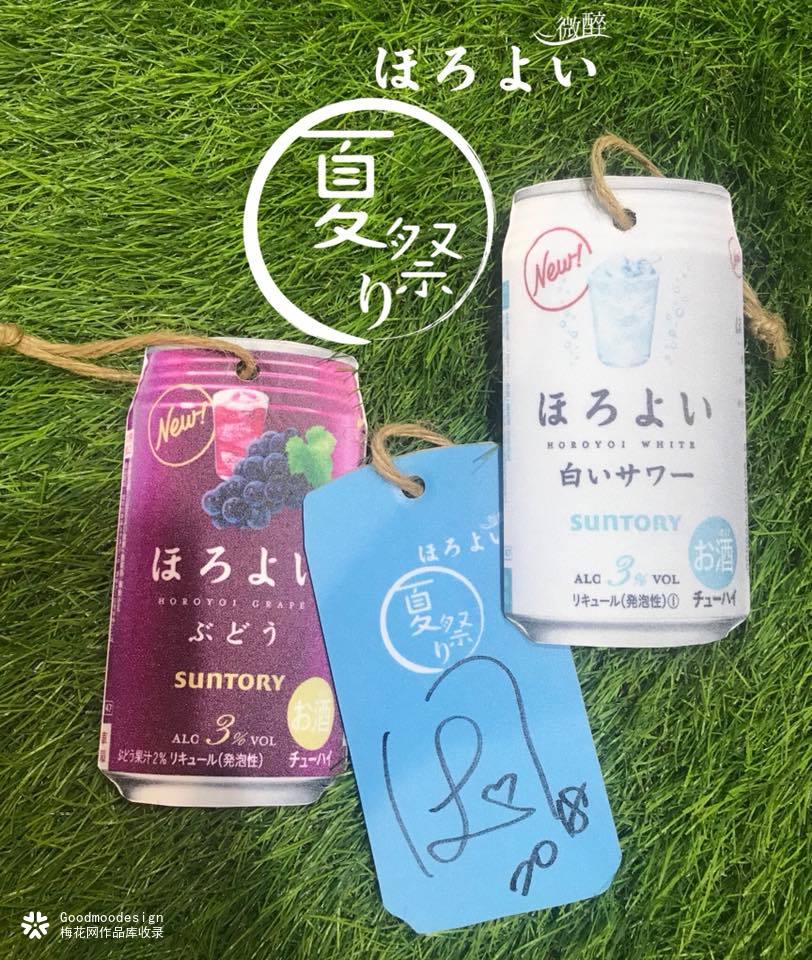 微醉
ほろよい
夏祭り
New!
ほろよい
HOROYOI WHITE
白いサワー
SUNTORY
ALC 3% VOL
リキュール(発泡性)①
お酒
チューハイ
New!
ほろよい
HOROYOI GRAPE
ぶどう
SUNTORY
ALC 3% VOL
ぶどう果汁2% リキュール(発泡性)
お酒
チューハイ
ほろよい
夏祭り
Goodmoodesign
梅花网作品库收录